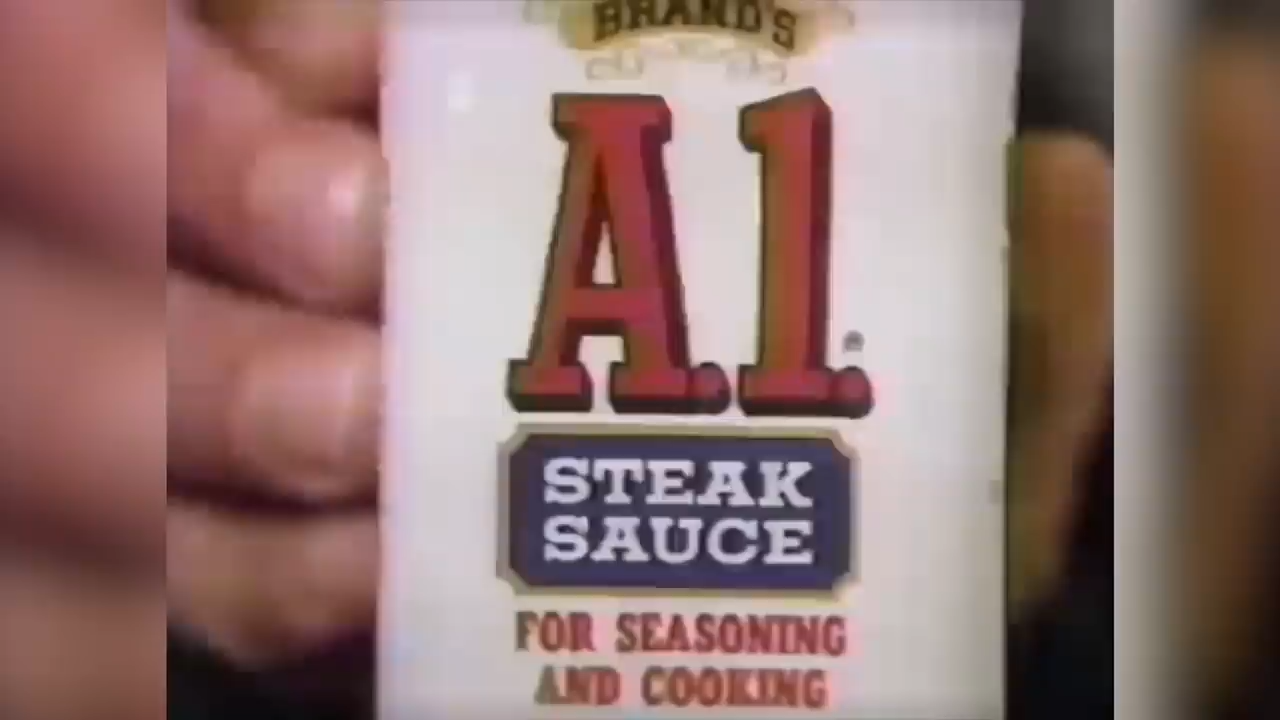 BRAND'S
A.1.®
STEAK
SAUCE
FOR SEASONING
AND COOKING